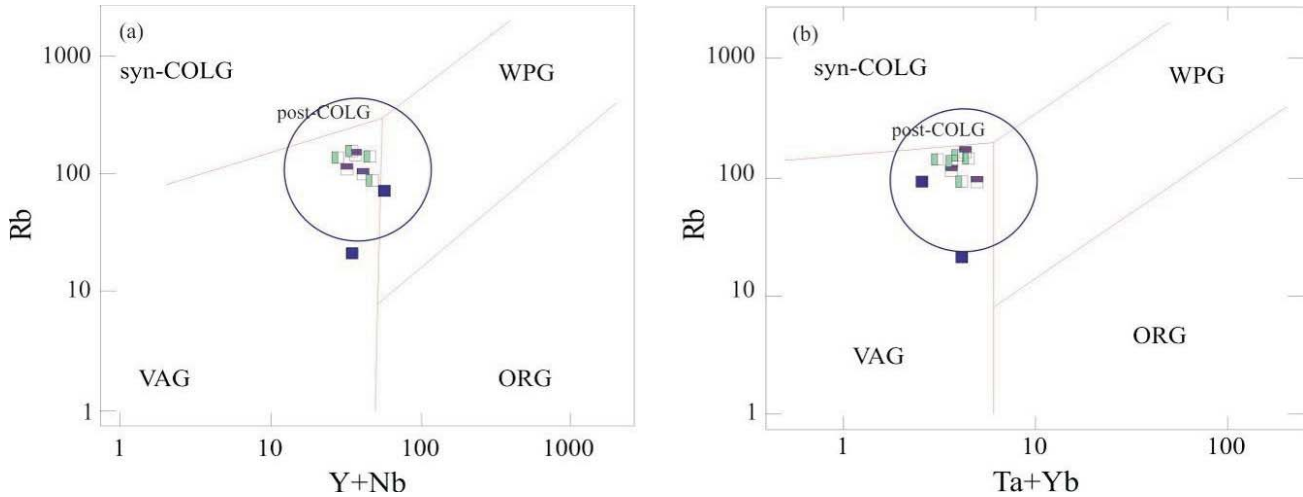 (a)
1000
syn-COLG
WPG
post-COLG
100
Rb
10
VAG
ORG
1
1 10 100 1000
Y+Nb
(b)
1000
syn-COLG
WPG
post-COLG
100
Rb
10
VAG
ORG
1
1 10 100
Ta+Yb